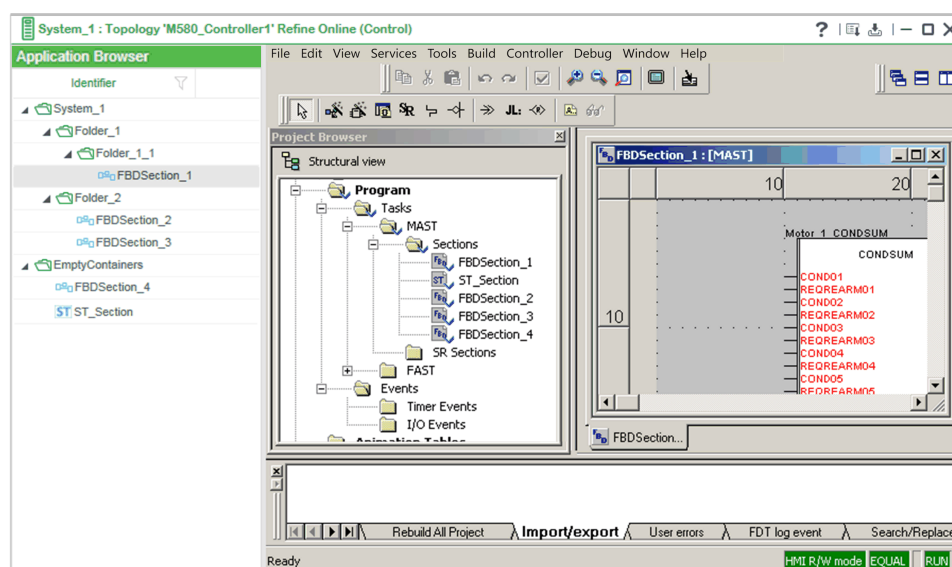 System_1 : Topology 'M580_Controller1' Refine Online (Control)
Application Browser
Identifier
System_1
Folder_1
Folder_1_1
FBDSection_1
Folder_2
FBDSection_2
FBDSection_3
EmptyContainers
FBDSection_4
ST ST_Section
File Edit View Services Tools Build Controller Debug Window Help
Project Browser
Structural view
Program
Tasks
MAST
Sections
FBDSection_1
ST_Section
FBDSection_2
FBDSection_3
FBDSection_4
SR Sections
FAST
Events
Timer Events
I/O Events
Animation Tables
FBDSection_1 : [MAST]
10 20
10
Motor_1_CONDSUM
CONDSUM
COND01
REQREARM01
COND02
REQREARM02
COND03
REQREARM03
COND04
REQREARM04
COND05
REQREARM05
FBDSection...
Rebuild All Project Import/export User errors FDT log event Search/Replace
Ready HMI R/W mode EQUAL RUN